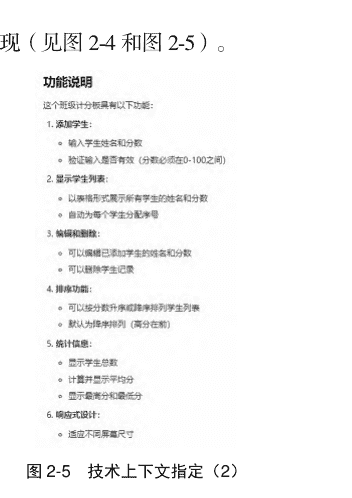 现（见图 2-4 和图 2-5）。
功能说明
这个班级计分板具有以下功能：
1. 添加学生：
○ 输入学生姓名和分数
○ 验证输入是否有效（分数必须在0-100之间）
2. 显示学生列表：
○ 以表格形式展示所有学生的姓名和分数
○ 自动为每个学生分配序号
3. 编辑和删除：
○ 可以编辑已添加学生的姓名和分数
○ 可以删除学生记录
4. 排序功能：
○ 可以按分数升序或降序排列学生列表
○ 默认为降序排列（高分在前）
5. 统计信息：
○ 显示学生总数
○ 计算并显示平均分
○ 显示最高分和最低分
6. 响应式设计：
○ 适应不同屏幕尺寸
图 2-5 技术上下文指定（2）